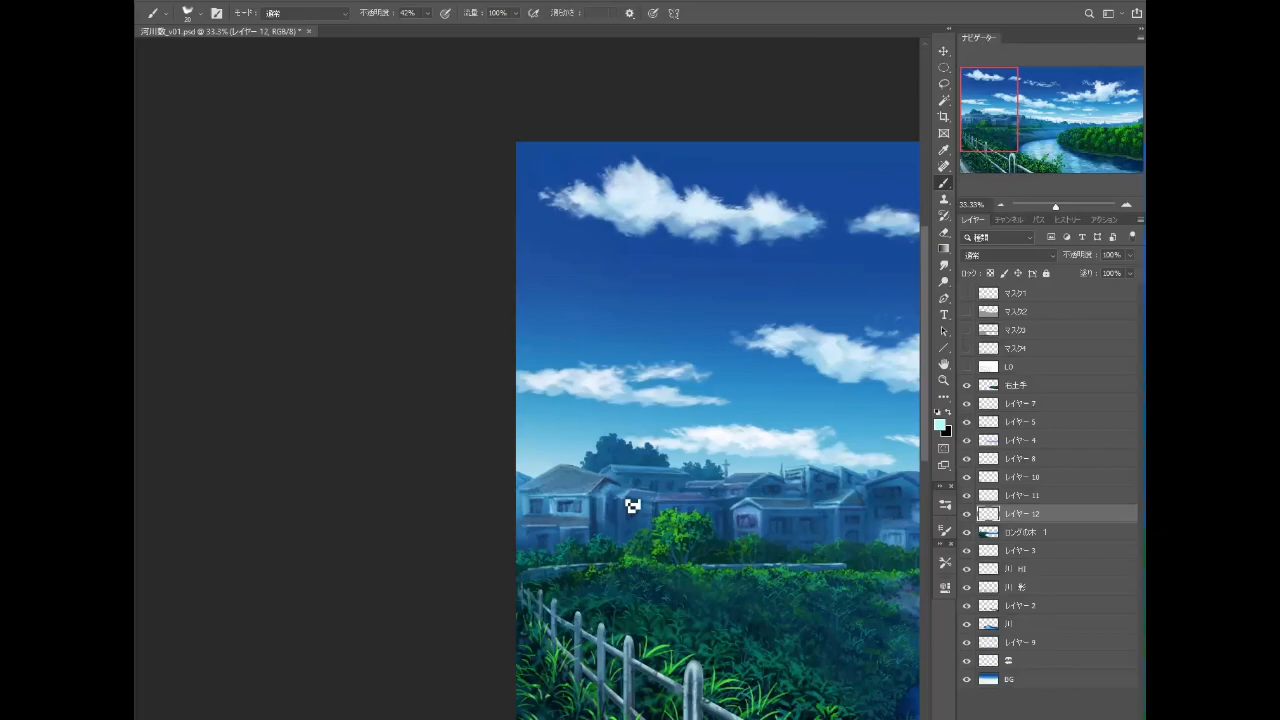 20 モード： 通常 不透明度： 42% 流量： 100% 滑らかさ：
河川敷_v01.psd @ 33.3% (レイヤー 12, RGB/8) * ×
ナビゲーター
33.33%
レイヤー チャンネル パス ヒストリー アクション
種類
通常 不透明度： 100%
ロック： 塗り： 100%
マスク1
マスク2
マスク3
マスク4
LO
右土手
レイヤー 7
レイヤー 5
レイヤー 4
レイヤー 8
レイヤー 10
レイヤー 11
レイヤー 12
ロングの木 1
レイヤー 3
川 HI
川 影
レイヤー 2
川
レイヤー 9
雲
BG